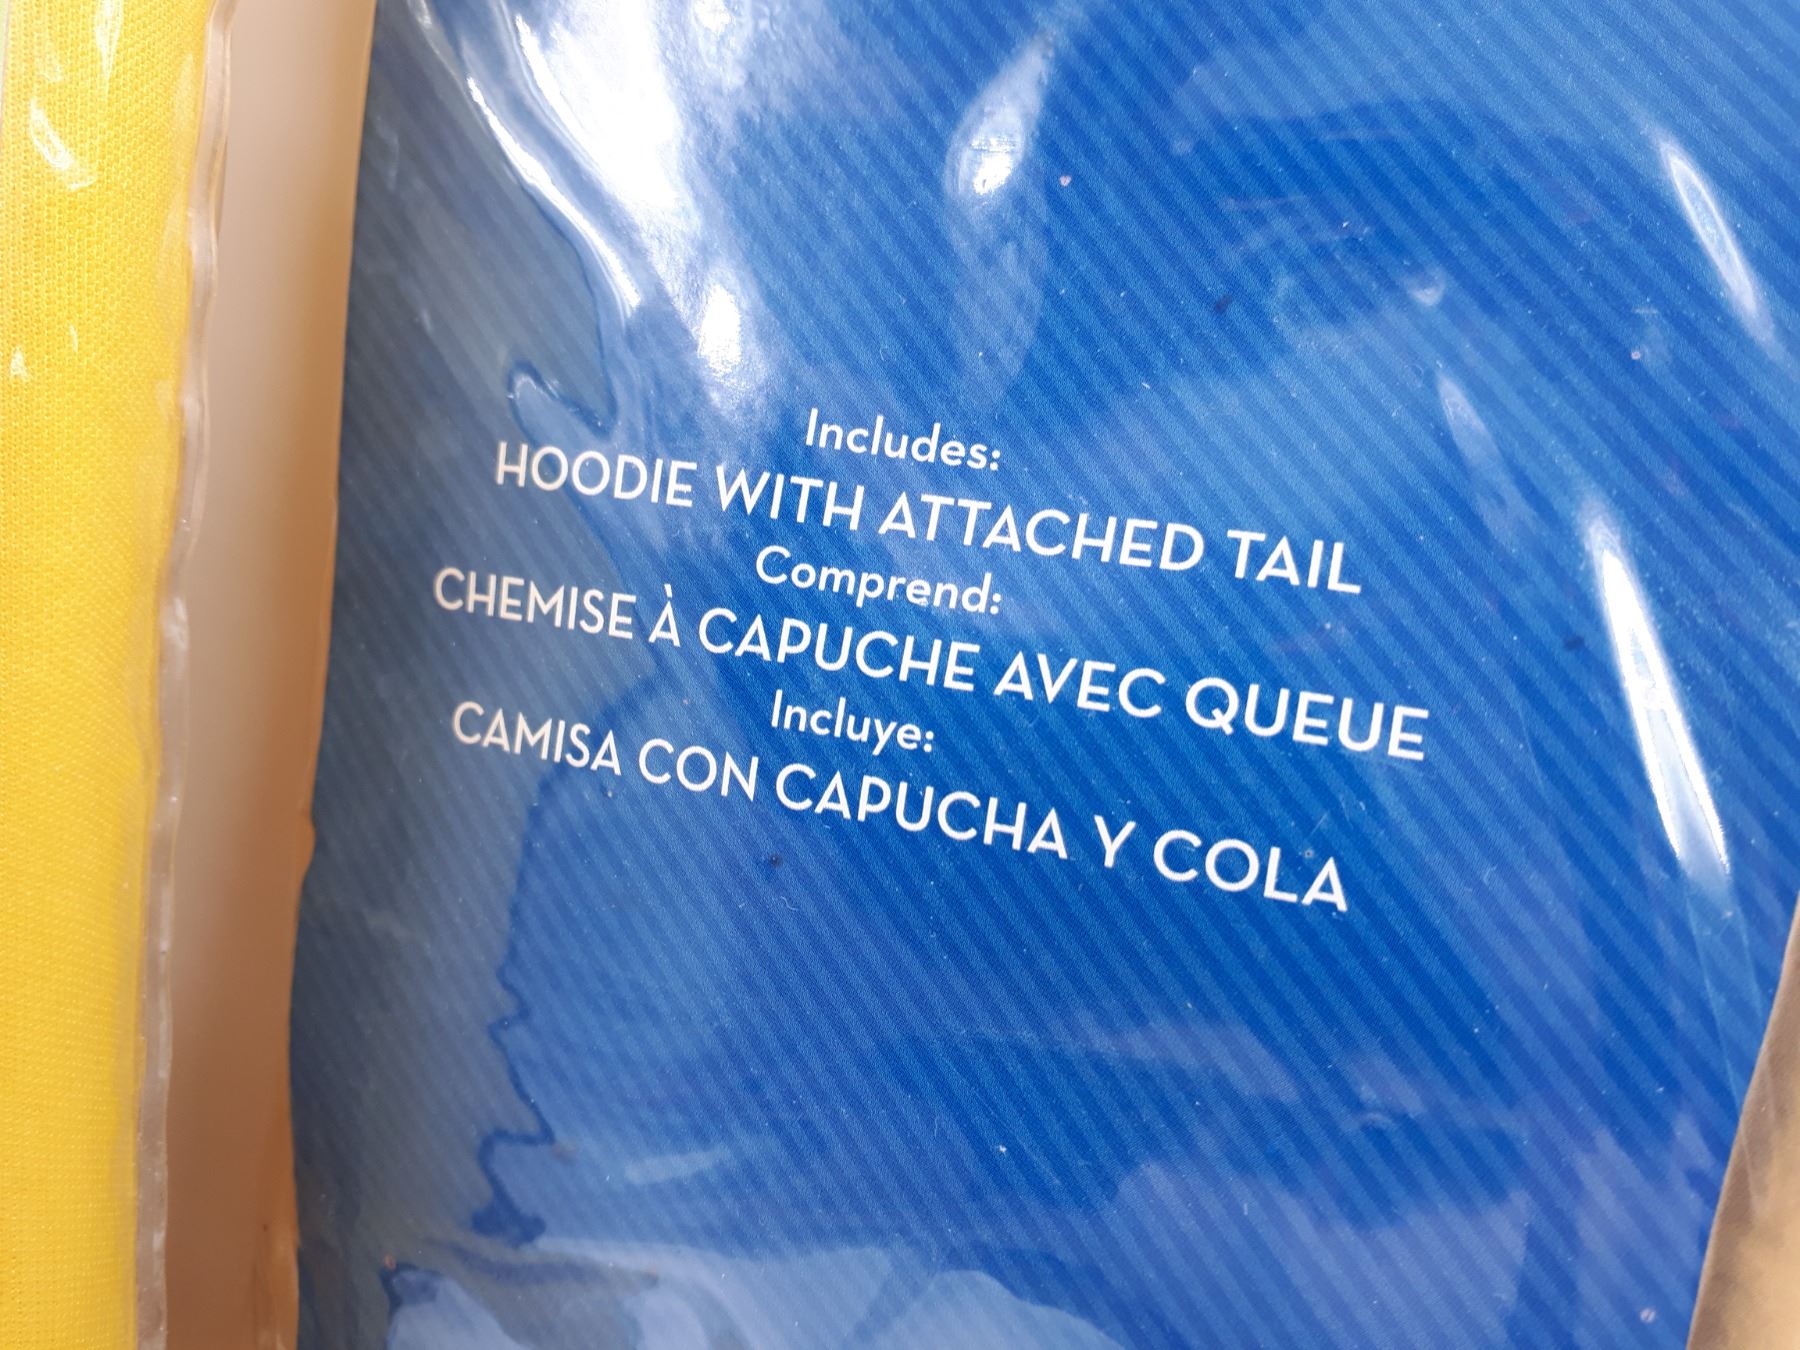 Includes:
HOODIE WITH ATTACHED TAIL
Comprend:
CHEMISE À CAPUCHE AVEC QUEUE
Incluye:
CAMISA CON CAPUCHA Y COLA